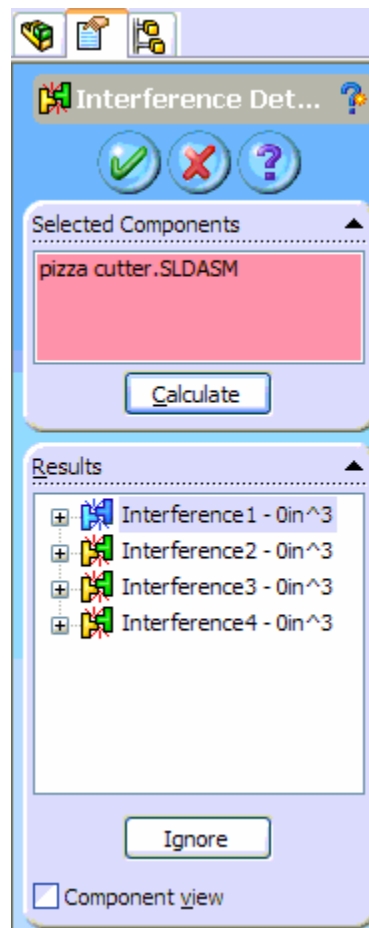 Interference Det...
?
Selected Components
pizza cutter.SLDASM
Calculate
Results
Interference1 - 0in^3
Interference2 - 0in^3
Interference3 - 0in^3
Interference4 - 0in^3
Ignore
Component view